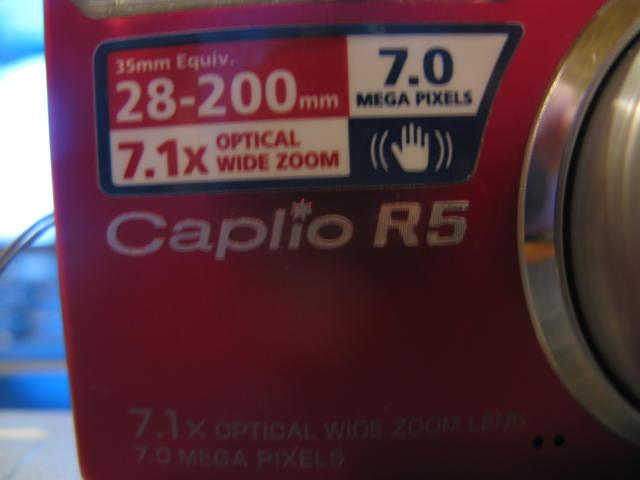 35mm Equiv.
28-200mm
7.0
MEGA PIXELS
7.1x OPTICAL
WIDE ZOOM
Caplio R5
7.1x OPTICAL WIDE ZOOM LENS
7.0 MEGA PIXELS